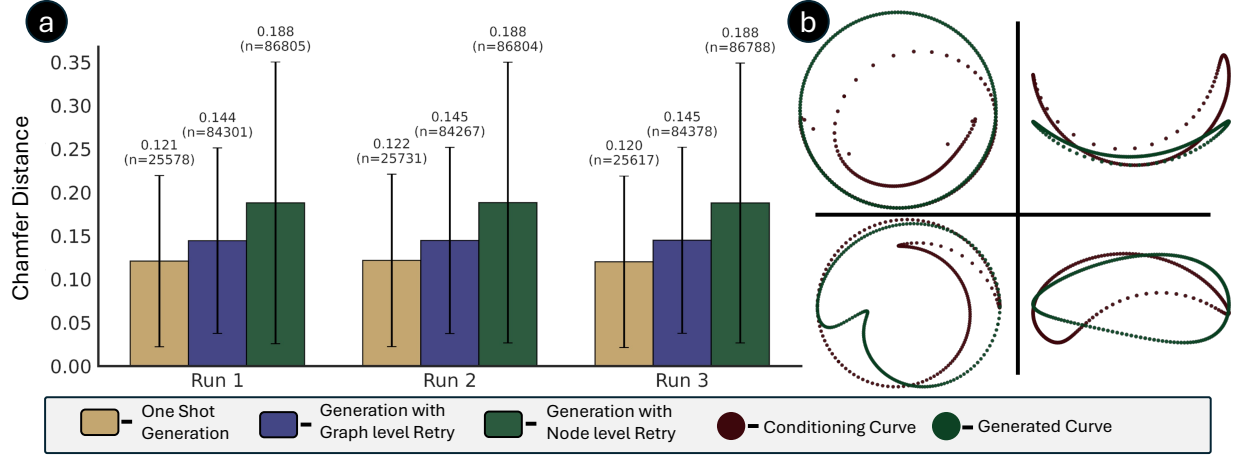 a
b
Chamfer Distance
0.35
0.30
0.25
0.20
0.15
0.10
0.05
0.00
0.121
(n=25578)
0.144
(n=84301)
0.188
(n=86805)
0.122
(n=25731)
0.145
(n=84267)
0.188
(n=86804)
0.120
(n=25617)
0.145
(n=84378)
0.188
(n=86788)
Run 1
Run 2
Run 3
One Shot
Generation
Generation with
Graph level Retry
Generation with
Node level Retry
Conditioning Curve
Generated Curve